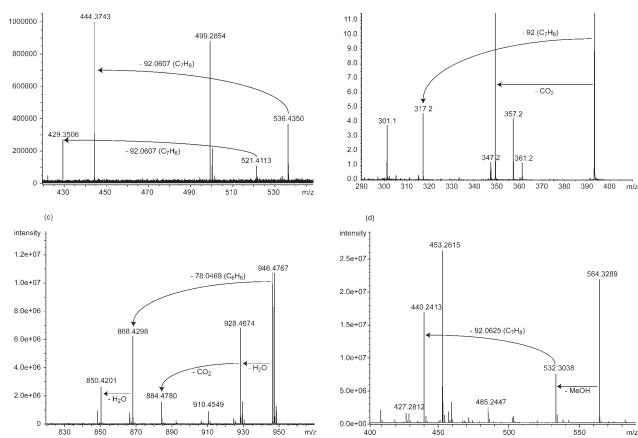 444.3743
1000000
499.2854
800000
- 92.0607 (C7H8)
600000
536.4350
400000
429.3506
200000
- 92.0607 (C7H8)
521.4113
0
430 450 470 490 510 530 m/z
11.0
10.0
- 92 (C7H8)
9.0
8.0
7.0
6.0
- CO2
5.0
317.2
357.2
4.0
301.1
3.0
2.0
347.2
361.2
1.0
0.0
290 300 310 320 330 340 350 360 370 380 390 400 m/z
(c)
intensity
946.4767
1.2e+07
- 78.0469 (C6H6)
1.0e+07
928.4674
8.0e+06
868.4298
6.0e+06
- CO2
- H2O
4.0e+06
850.4201
884.4780
2.0e+06
- H2O
910.4549
0.0e+00
830 850 870 890 910 930 950 m/z
(d)
intensity
453.2615
2.5e+07
564.3289
2.0e+07
440.2413
1.5e+07
- 92.0625 (C7H8)
532.3038
1.0e+07
- MeOH
5.0e+06
427.2812
485.2447
0.0e+00
400 450 500 550 m/z